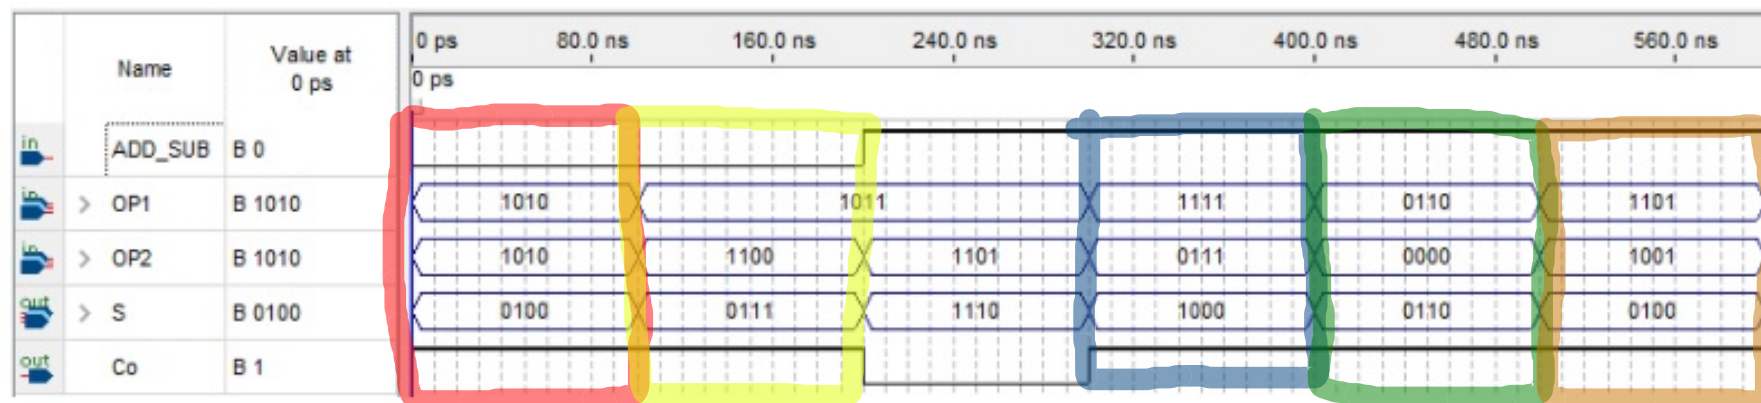 0 ps 80.0 ns 160.0 ns 240.0 ns 320.0 ns 400.0 ns 480.0 ns 560.0 ns
Name Value at
0 ps
0 ps
in ADD_SUB B 0
in > OP1 B 1010 1010 1011 1111 0110 1101
in > OP2 B 1010 1010 1100 1101 0111 0000 1001
out > S B 0100 0100 0111 1110 1000 0110 0100
out Co B 1